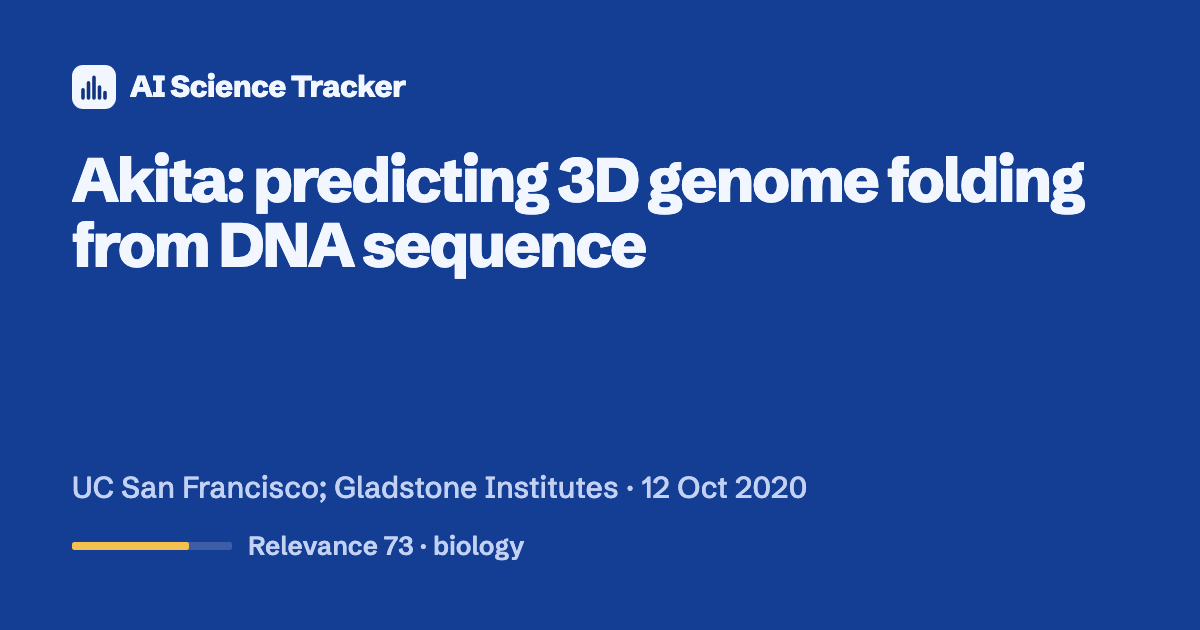 AI Science Tracker
Akita: predicting 3D genome folding
from DNA sequence
UC San Francisco; Gladstone Institutes · 12 Oct 2020
Relevance 73 · biology